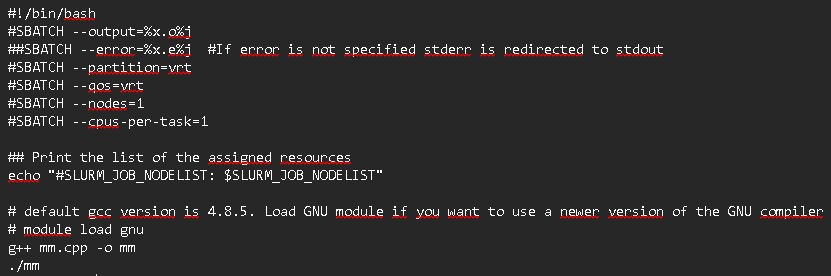 #!/bin/bash
#SBATCH --output=%x.o%j
##SBATCH --error=%x.e%j  #If error is not specified stderr is redirected to stdout
#SBATCH --partition=vrt
#SBATCH --qos=vrt
#SBATCH --nodes=1
#SBATCH --cpus-per-task=1

## Print the list of the assigned resources
echo "#SLURM_JOB_NODELIST: $SLURM_JOB_NODELIST"

# default gcc version is 4.8.5. Load GNU module if you want to use a newer version of the GNU compiler
# module load gnu
g++ mm.cpp -o mm
./mm